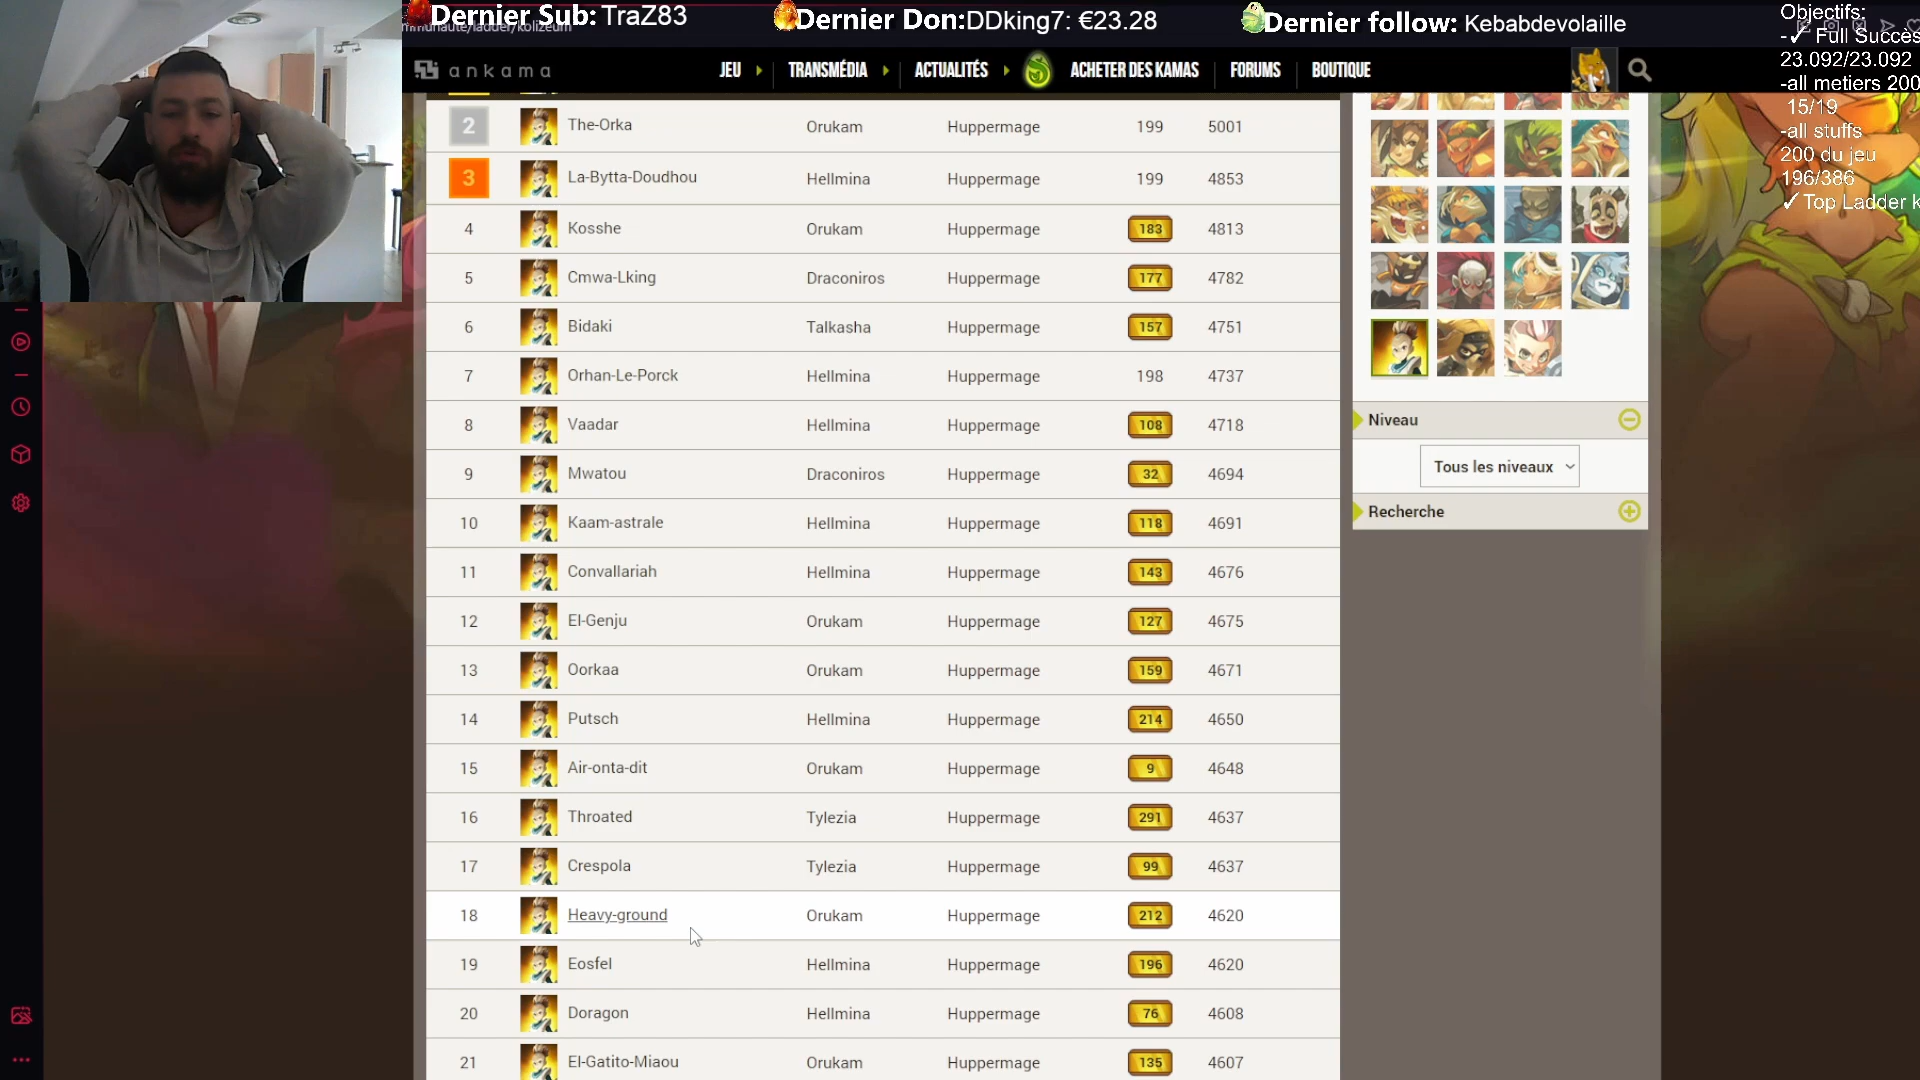 Dernier Sub: TraZ83
Dernier Don:DDking7: €23.28
Dernier follow: Kebabdevolaille
Objectifs:
-✓ Full Succes
23.092/23.092
-all metiers 200
15/19
-all stuffs
200 du jeu
196/386
✓Top Ladder k
mmunaute/ladder/kolizeum
ankama
JEU
TRANSMÉDIA
ACTUALITÉS
ACHETER DES KAMAS
FORUMS
BOUTIQUE
2 The-Orka Orukam Huppermage 199 5001
3 La-Bytta-Doudhou Hellmina Huppermage 199 4853
4 Kosshe Orukam Huppermage 183 4813
5 Cmwa-Lking Draconiros Huppermage 177 4782
6 Bidaki Talkasha Huppermage 157 4751
7 Orhan-Le-Porck Hellmina Huppermage 198 4737
8 Vaadar Hellmina Huppermage 108 4718
9 Mwatou Draconiros Huppermage 32 4694
10 Kaam-astrale Hellmina Huppermage 118 4691
11 Convallariah Hellmina Huppermage 143 4676
12 El-Genju Orukam Huppermage 127 4675
13 Oorkaa Orukam Huppermage 159 4671
14 Putsch Hellmina Huppermage 214 4650
15 Air-onta-dit Orukam Huppermage 9 4648
16 Throated Tylezia Huppermage 291 4637
17 Crespola Tylezia Huppermage 99 4637
18 Heavy-ground Orukam Huppermage 212 4620
19 Eosfel Hellmina Huppermage 196 4620
20 Doragon Hellmina Huppermage 76 4608
21 El-Gatito-Miaou Orukam Huppermage 135 4607
Niveau
Tous les niveaux
Recherche